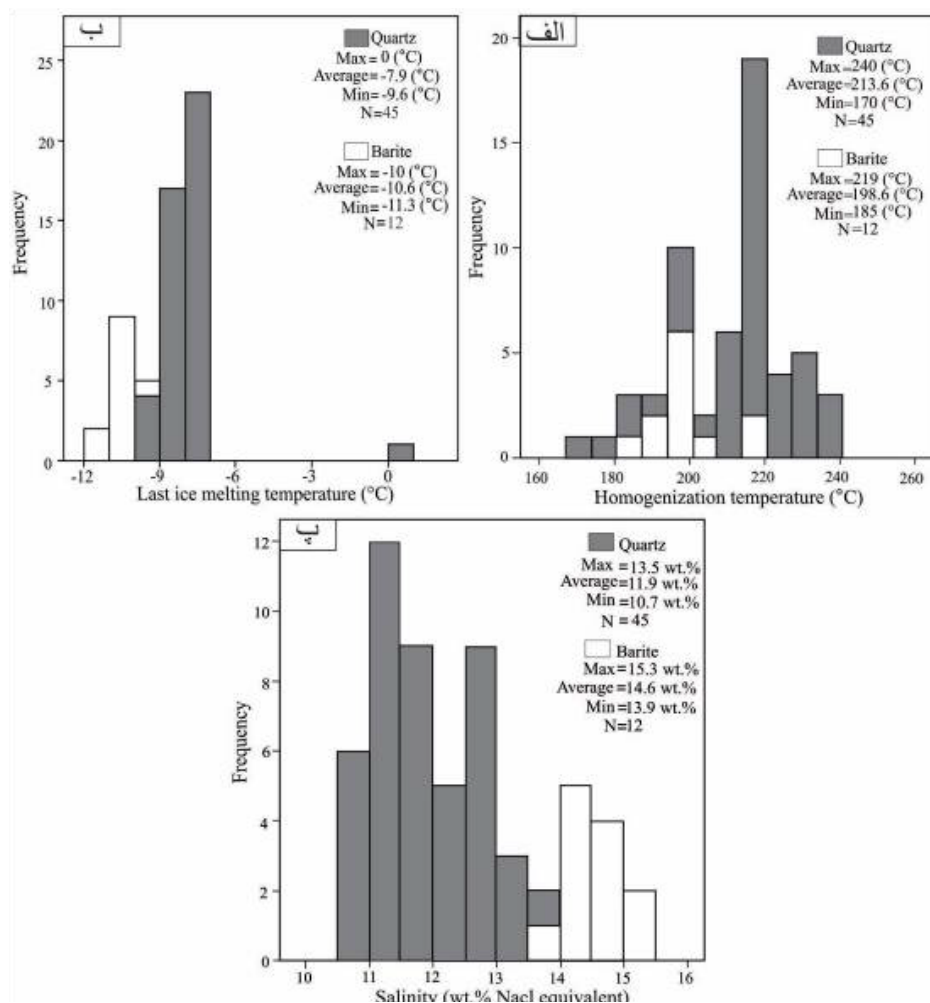 ب
Quartz
Max= 0 (°C)
Average= -7.9 (°C)
Min= -9.6 (°C)
N=45
Barite
Max= -10 (°C)
Average= -10.6 (°C)
Min= -11.3 (°C)
N=12
Frequency
25
20
15
10
5
0
-12
-9
-6
-3
0
Last ice melting temperature (°C)
الف
Quartz
Max=240 (°C)
Average=213.6 (°C)
Min=170 (°C)
N=45
Barite
Max=219 (°C)
Average=198.6 (°C)
Min=185 (°C)
N=12
Frequency
20
15
10
5
0
160
180
200
220
240
260
Homogenization temperature (°C)
پ
Quartz
Max =13.5 wt.%
Average=11.9 wt.%
Min =10.7 wt.%
N = 45
Barite
Max=15.3 wt.%
Average=14.6 wt.%
Min =13.9 wt.%
N=12
Frequency
12
10
8
6
4
2
0
10
11
12
13
14
15
16
Salinity (wt.% Nacl equivalent)